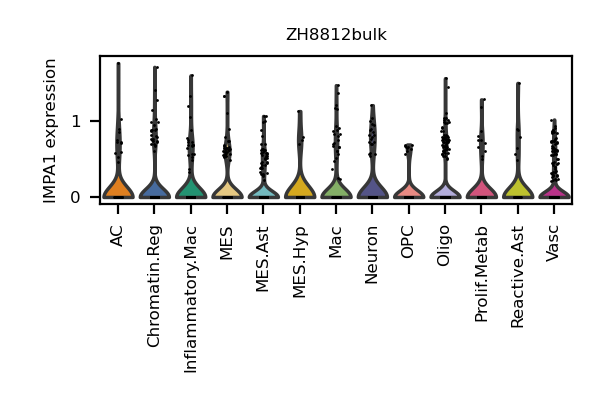 ZH8812bulk
IMPA1 expression
1
0
AC
Chromatin.Reg
Inflammatory.Mac
MES
MES.Ast
MES.Hyp
Mac
Neuron
OPC
Oligo
Prolif.Metab
Reactive.Ast
Vasc